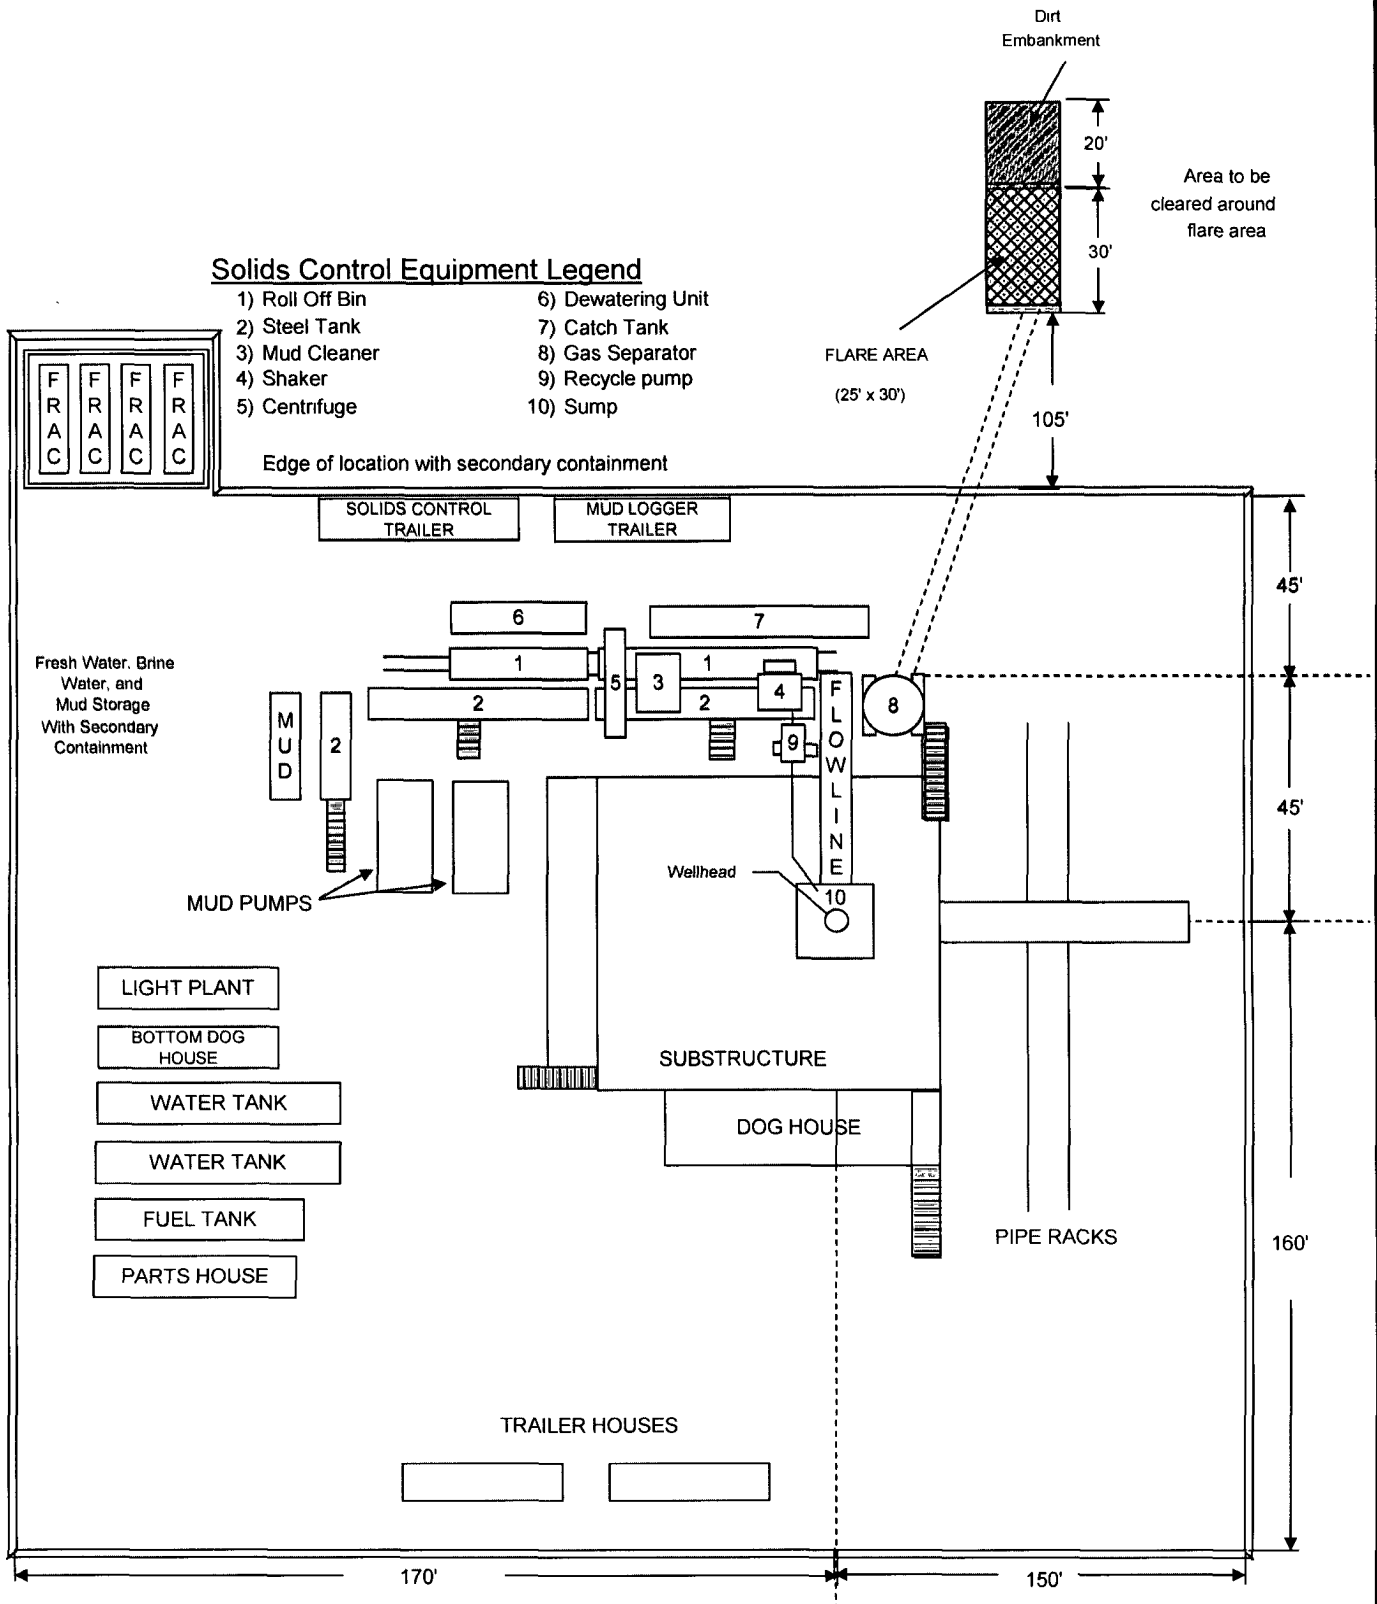 Dirt
Embankment
20'
Area to be
cleared around
flare area
30'
Solids Control Equipment Legend
1) Roll Off Bin
2) Steel Tank
3) Mud Cleaner
4) Shaker
5) Centrifuge
6) Dewatering Unit
7) Catch Tank
8) Gas Separator
9) Recycle pump
10) Sump
FLARE AREA
(25' x 30')
105'
FRAC
FRAC
FRAC
FRAC
Edge of location with secondary containment
SOLIDS CONTROL
TRAILER
MUD LOGGER
TRAILER
45'
6
7
Fresh Water. Brine
Water, and
Mud Storage
With Secondary
Containment
1
5
3
1
4
2
2
8
9
MUD
2
FLOWLINE
45'
Wellhead
10
MUD PUMPS
LIGHT PLANT
BOTTOM DOG
HOUSE
WATER TANK
WATER TANK
FUEL TANK
PARTS HOUSE
SUBSTRUCTURE
DOG HOUSE
PIPE RACKS
160'
TRAILER HOUSES
170'
150'